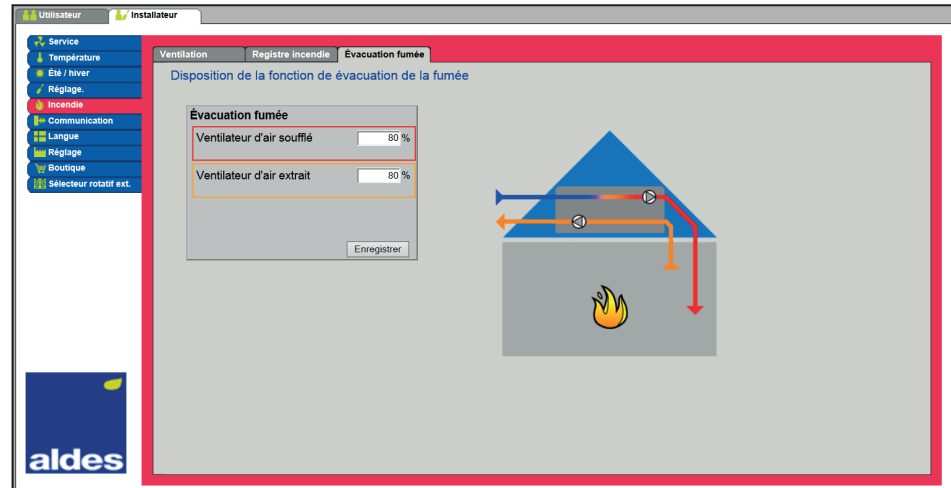 Utilisateur
Installateur
Service
Température
Été / hiver
Réglage.
Incendie
Communication
Langue
Réglage
Boutique
Sélecteur rotatif ext.
Ventilation
Registre incendie
Évacuation fumée
Disposition de la fonction de évacuation de la fumée
Évacuation fumée
Ventilateur d'air soufflé 80 %
Ventilateur d'air extrait 80 %
Enregistrer
aldes